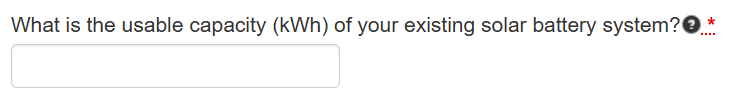 What is the usable capacity (kWh) of your existing solar battery system?? *